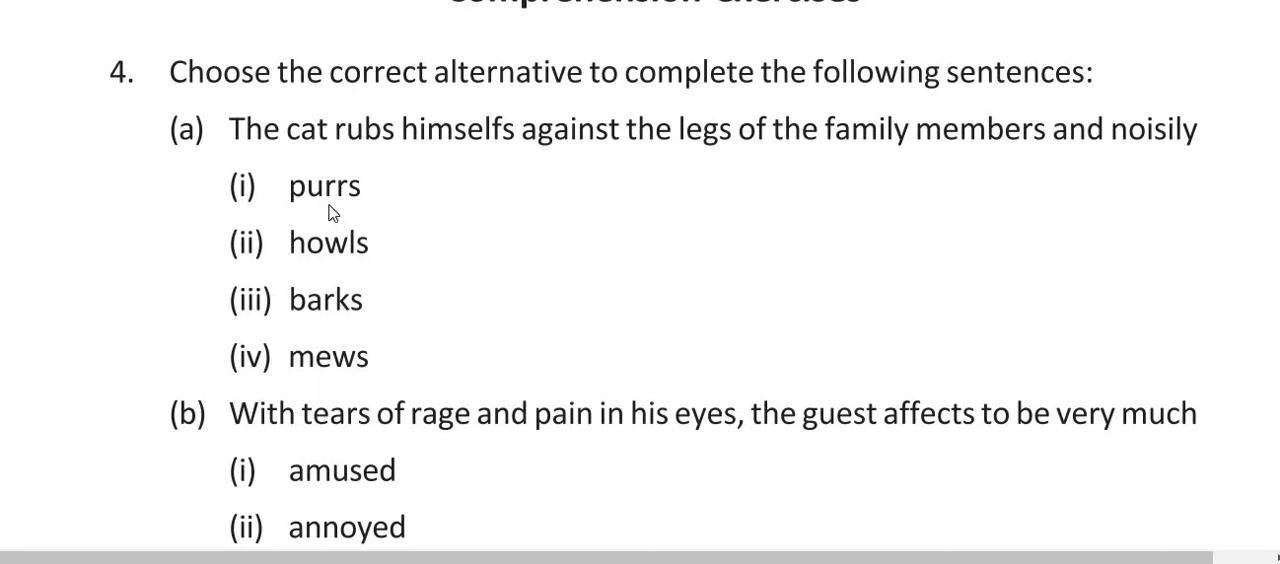 4. Choose the correct alternative to complete the following sentences:
(a) The cat rubs himselfs against the legs of the family members and noisily
(i) purrs
(ii) howls
(iii) barks
(iv) mews
(b) With tears of rage and pain in his eyes, the guest affects to be very much
(i) amused
(ii) annoyed